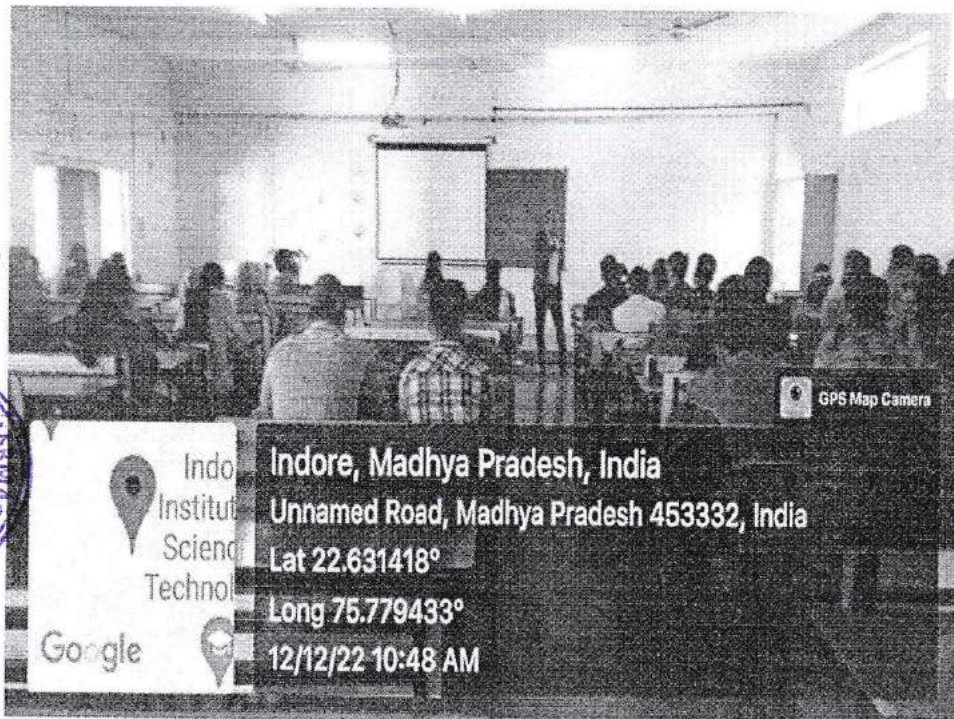 GPS Map Camera
Indo
Institut
Scienc
Technol
Google
Indore, Madhya Pradesh, India
Unnamed Road, Madhya Pradesh 453332, India
Lat 22.631418°
Long 75.779433°
12/12/22 10:48 AM